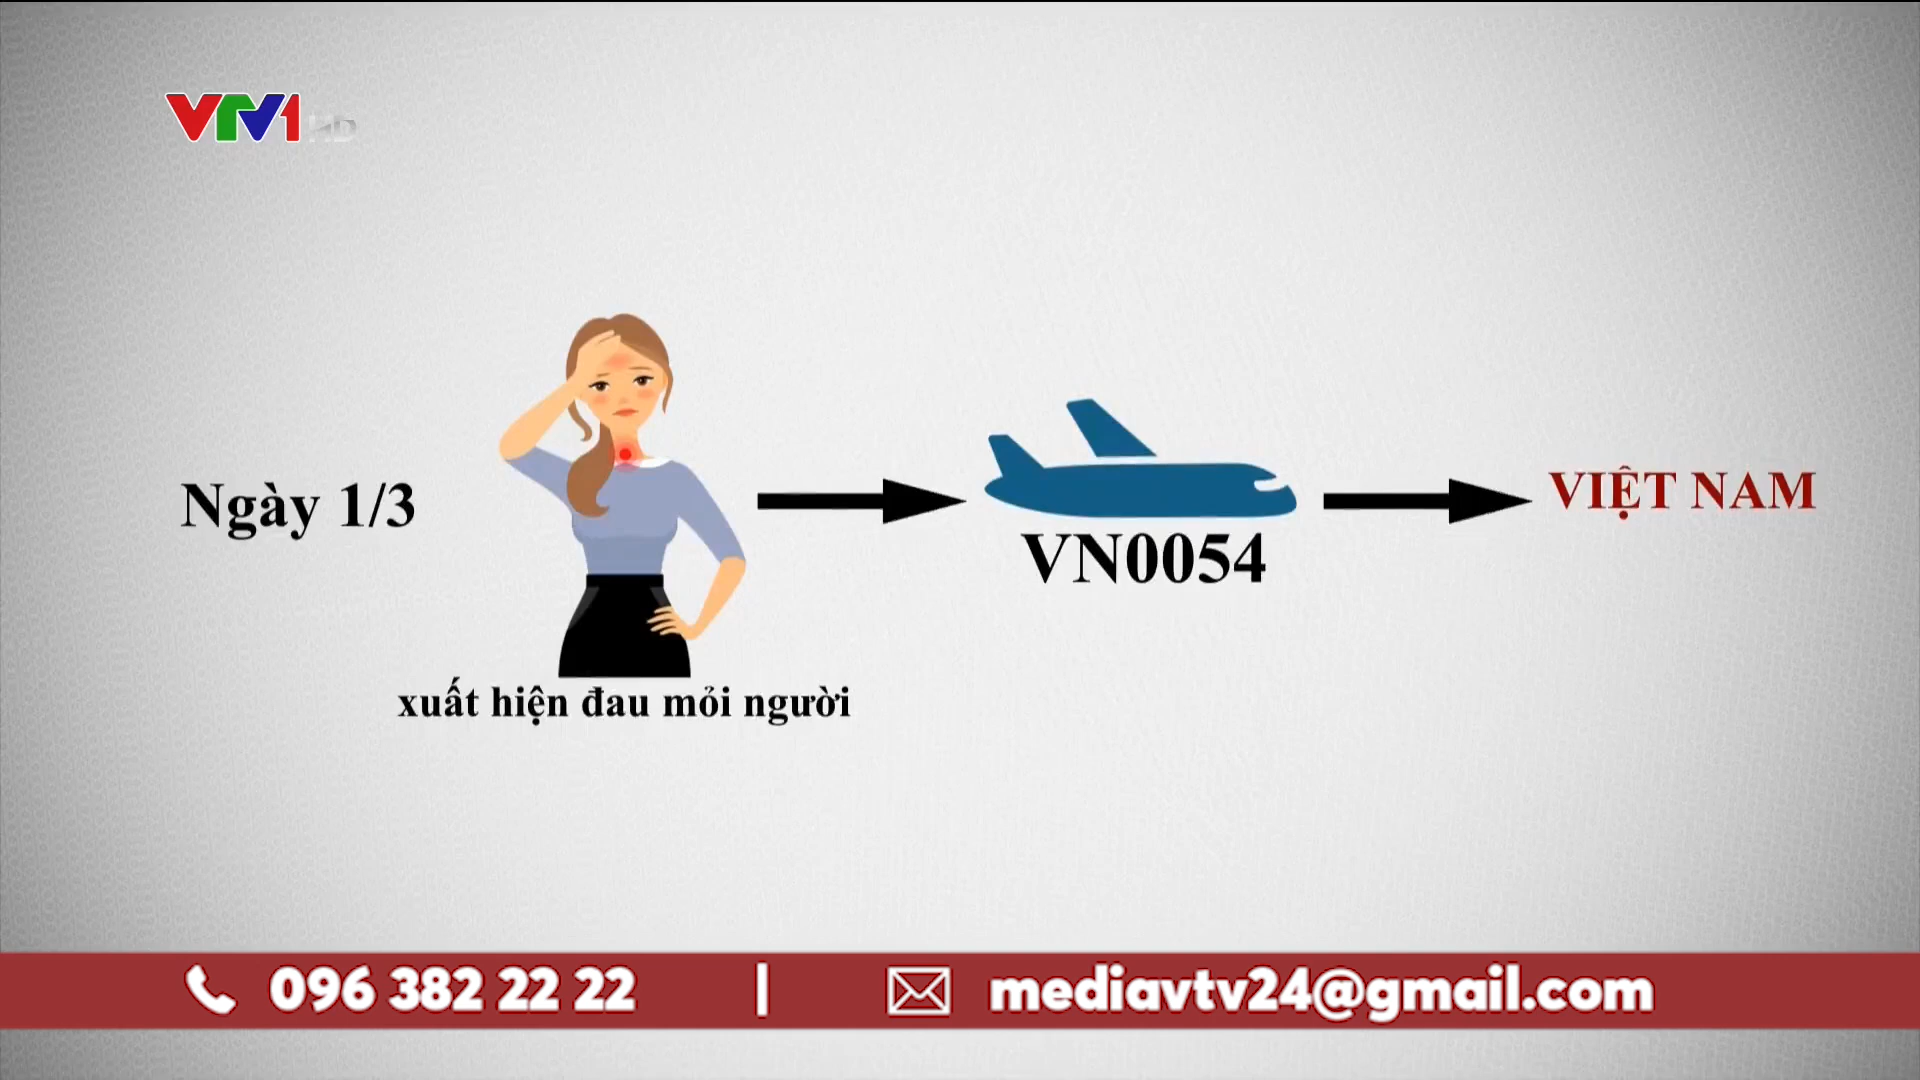 VTV1 HD
Ngày 1/3
xuất hiện đau mỏi người
VN0054
VIỆT NAM
096 382 22 22 | mediavtv24@gmail.com